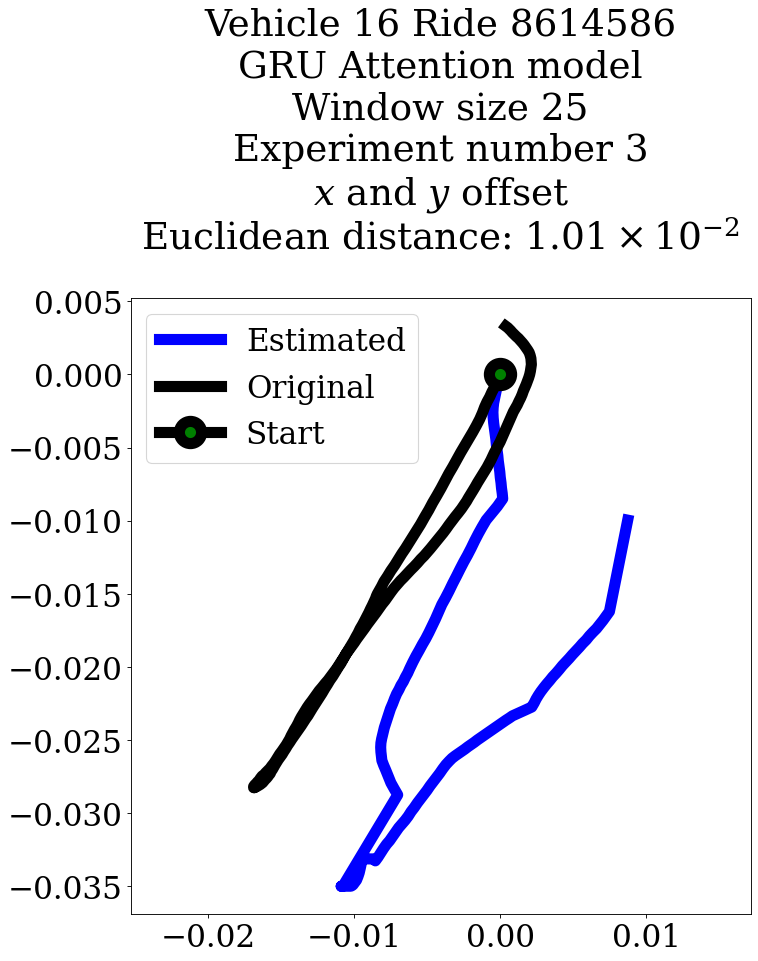 Vehicle 16 Ride 8614586
GRU Attention model
Window size 25
Experiment number 3
x and y offset
Euclidean distance: 1.01 × 10⁻²
0.005
0.000
−0.005
−0.010
−0.015
−0.020
−0.025
−0.030
−0.035
Estimated
Original
Start
−0.02
−0.01
0.00
0.01